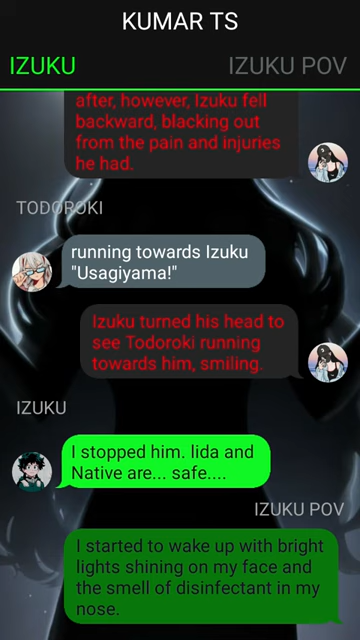 KUMAR TS
IZUKU IZUKU POV
after, however, Izuku fell
backward, blacking out
from the pain and injuries
he had.
TODOROKI
running towards Izuku
"Usagiyama!"
Izuku turned his head to
see Todoroki running
towards him, smiling.
IZUKU
I stopped him. Iida and
Native are... safe....
IZUKU POV
I started to wake up with bright
lights shining on my face and
the smell of disinfectant in my
nose.